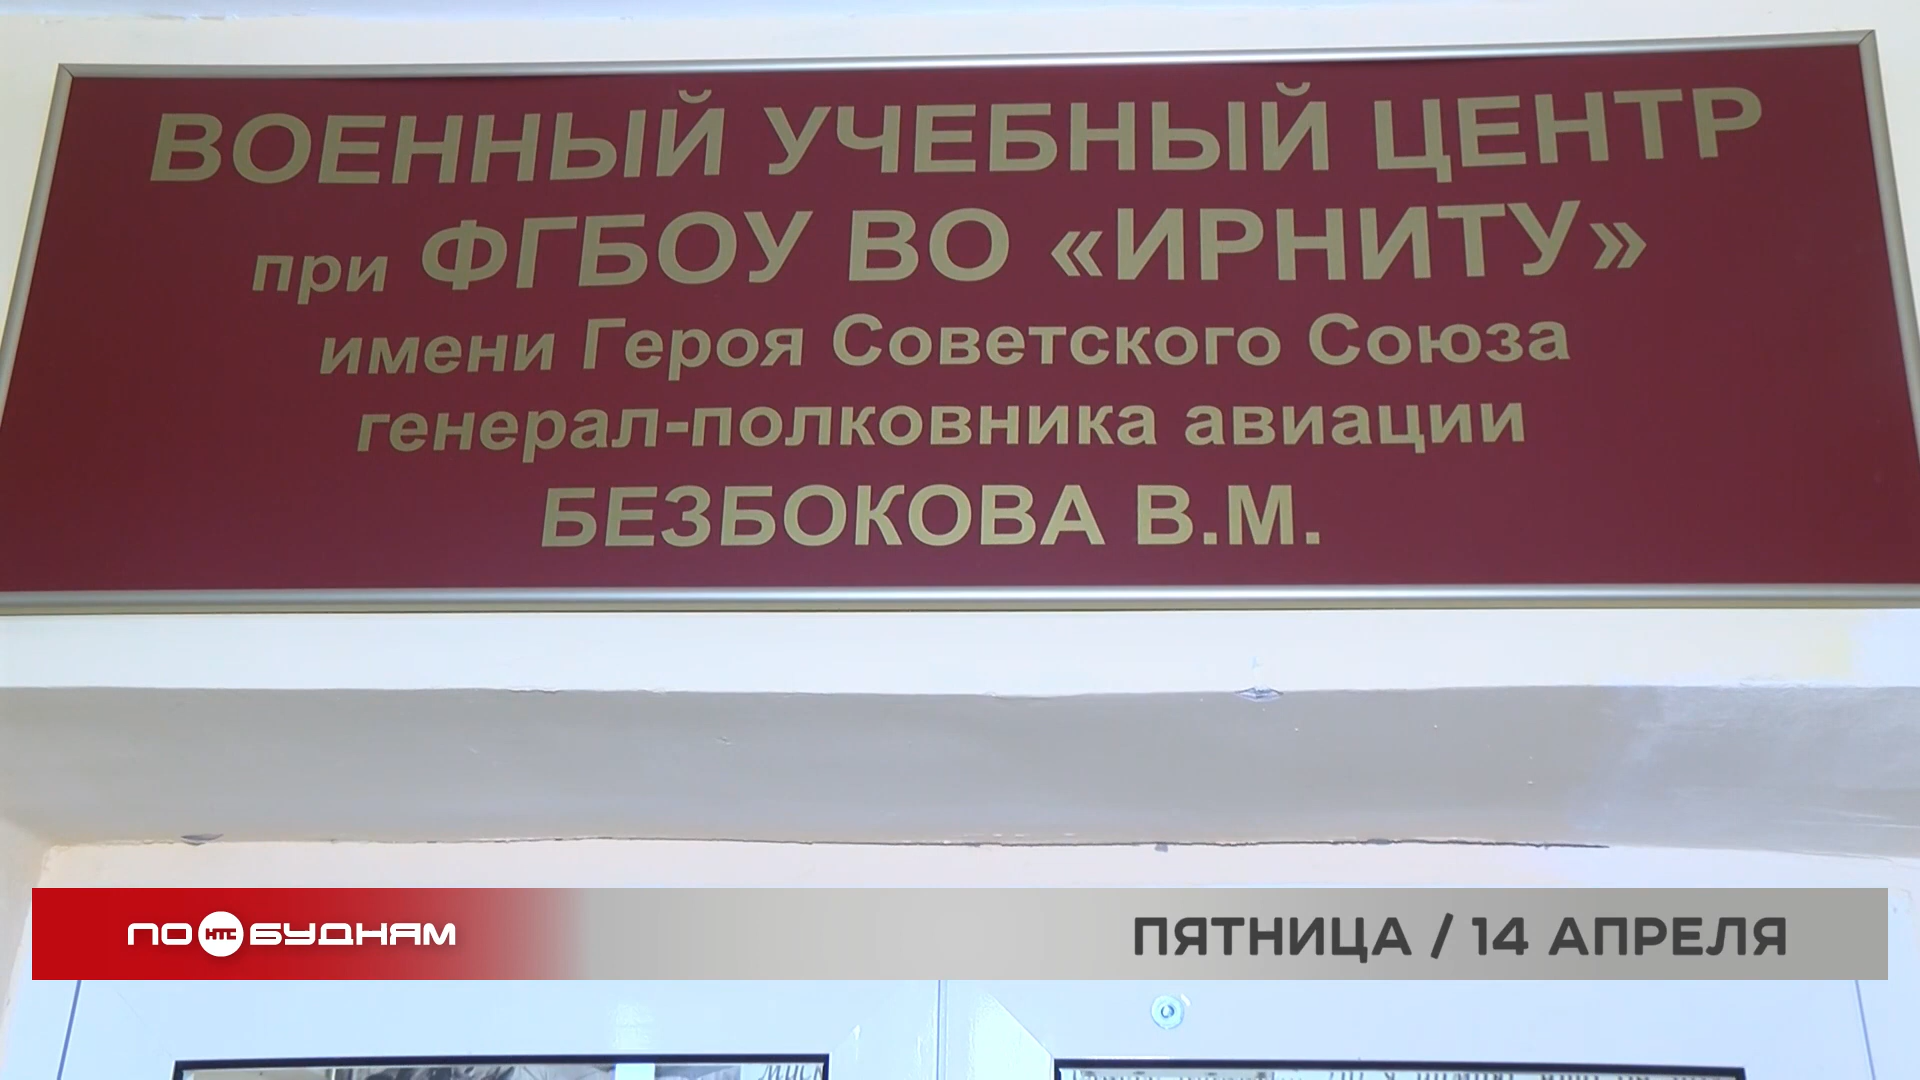 ВОЕННЫЙ УЧЕБНЫЙ ЦЕНТР
при ФГБОУ ВО «ИРНИТУ»
имени Героя Советского Союза
генерал-полковника авиации
БЕЗБОКОВА В.М.
ПО НТС БУДНЯМ
ПЯТНИЦА / 14 АПРЕЛЯ